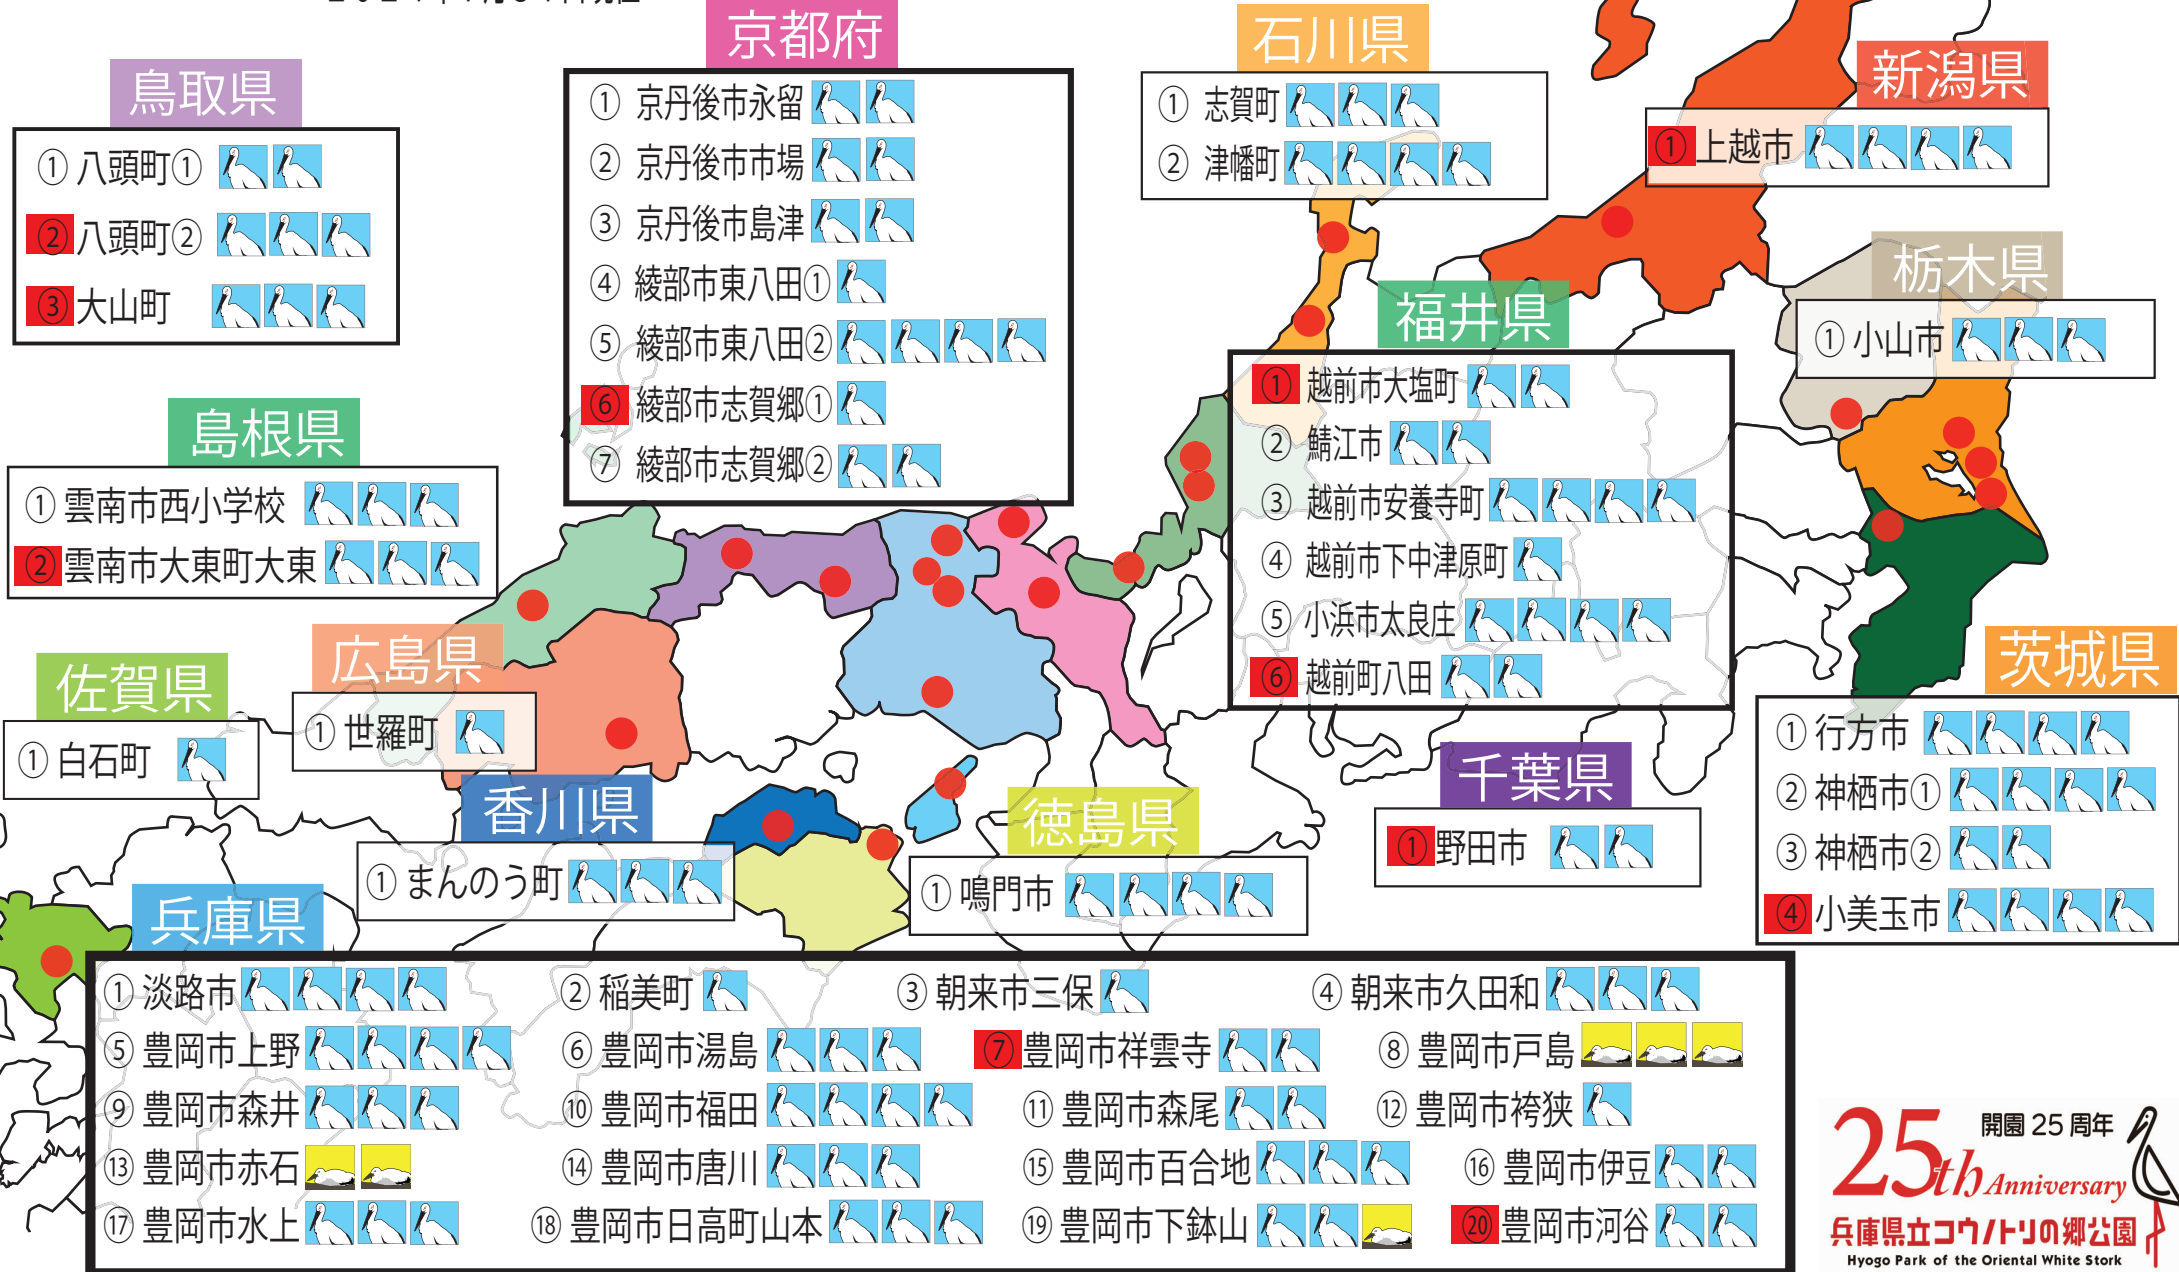 京都府
① 京丹後市永留
② 京丹後市市場
③ 京丹後市島津
④ 綾部市東八田①
⑤ 綾部市東八田②
⑥ 綾部市志賀郷①
⑦ 綾部市志賀郷②
石川県
① 志賀町
② 津幡町
新潟県
① 上越市
鳥取県
① 八頭町①
② 八頭町②
③ 大山町
栃木県
① 小山市
福井県
① 越前市大塩町
② 鯖江市
③ 越前市安養寺町
④ 越前市下中津原町
⑤ 小浜市太良庄
⑥ 越前町八田
島根県
① 雲南市西小学校
② 雲南市大東町大東
広島県
① 世羅町
佐賀県
① 白石町
茨城県
① 行方市
② 神栖市①
③ 神栖市②
④ 小美玉市
千葉県
① 野田市
香川県
① まんのう町
徳島県
① 鳴門市
兵庫県
① 淡路市 ② 稲美町 ③ 朝来市三保 ④ 朝来市久田和
⑤ 豊岡市上野 ⑥ 豊岡市湯島 ⑦ 豊岡市祥雲寺 ⑧ 豊岡市戸島
⑨ 豊岡市森井 ⑩ 豊岡市福田 ⑪ 豊岡市森尾 ⑫ 豊岡市袴狭
⑬ 豊岡市赤石 ⑭ 豊岡市唐川 ⑮ 豊岡市百合地 ⑯ 豊岡市伊豆
⑰ 豊岡市水上 ⑱ 豊岡市日高町山本 ⑲ 豊岡市下鉢山 ⑳ 豊岡市河谷
開園 25 周年
25th Anniversary
兵庫県立コウノトリの郷公園
Hyogo Park of the Oriental White Stork